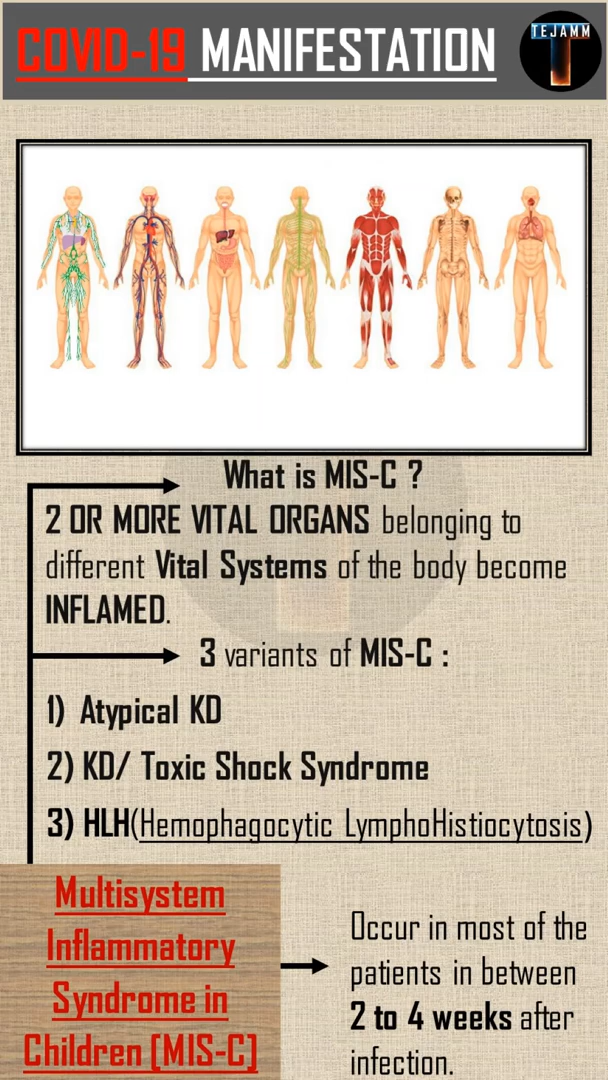 COVID-19 MANIFESTATION
TEJAMM
What is MIS-C ?
2 OR MORE VITAL ORGANS belonging to
different Vital Systems of the body become
INFLAMED.
3 variants of MIS-C :
1) Atypical KD
2) KD/ Toxic Shock Syndrome
3) HLH(Hemophagocytic LymphoHistiocytosis)
Multisystem
Inflammatory
Syndrome in
Children [MIS-C]
Occur in most of the
patients in between
2 to 4 weeks after
infection.